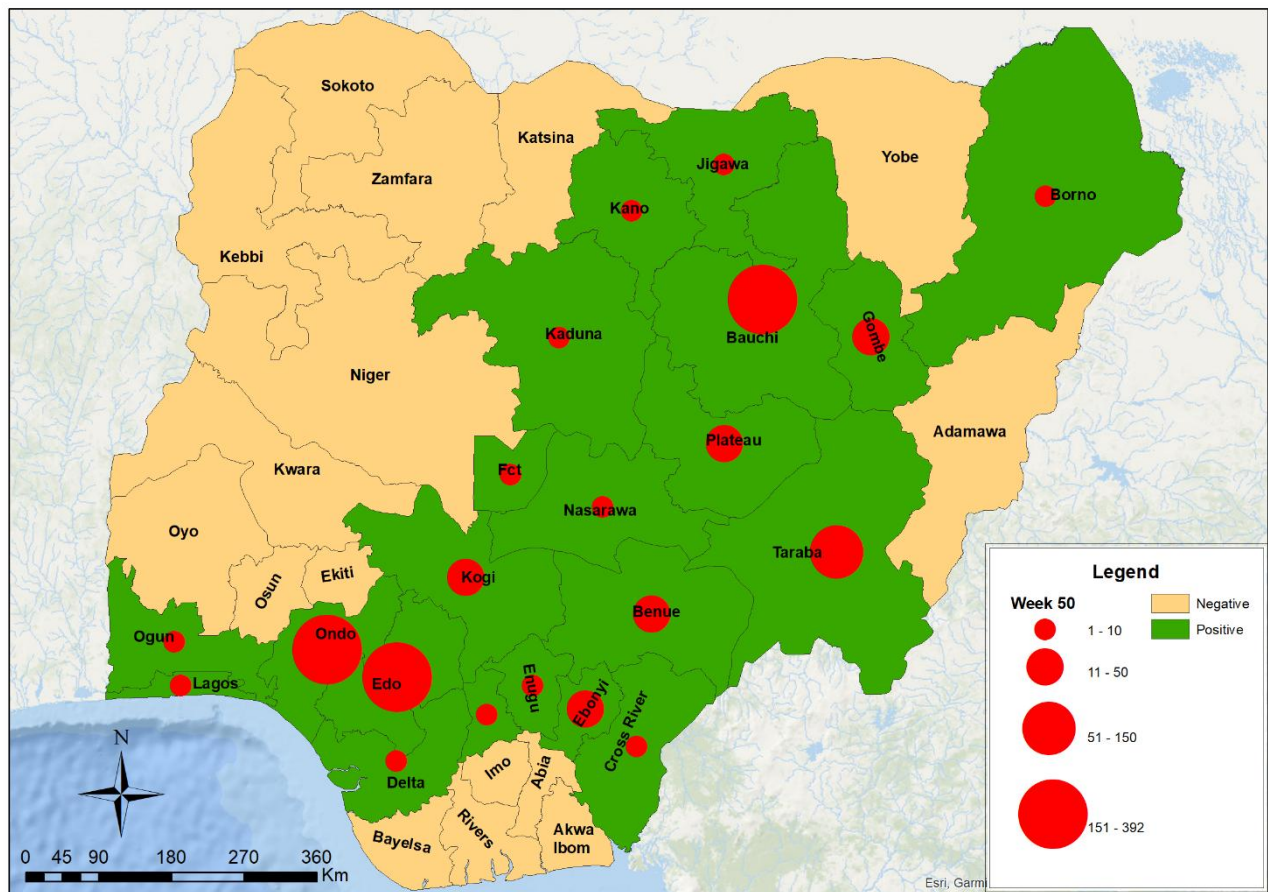 Sokoto
Katsina
Yobe
Jigawa
Zamfara
Borno
Kano
Kebbi
Kaduna
Bauchi
Gombe
Niger
Adamawa
Plateau
Kwara
Fct
Nasarawa
Oyo
Taraba
Osun
Ekiti
Kogi
Benue
Ogun
Ondo
Edo
Lagos
Enugu
Ebonyi
Cross River
Delta
Imo
Abia
Bayelsa
Rivers
Akwa
Ibom
N
0 45 90 180 270 360
Km
Legend
Week 50
1 - 10
11 - 50
51 - 150
151 - 392
Negative
Positive
Esri, Garmi